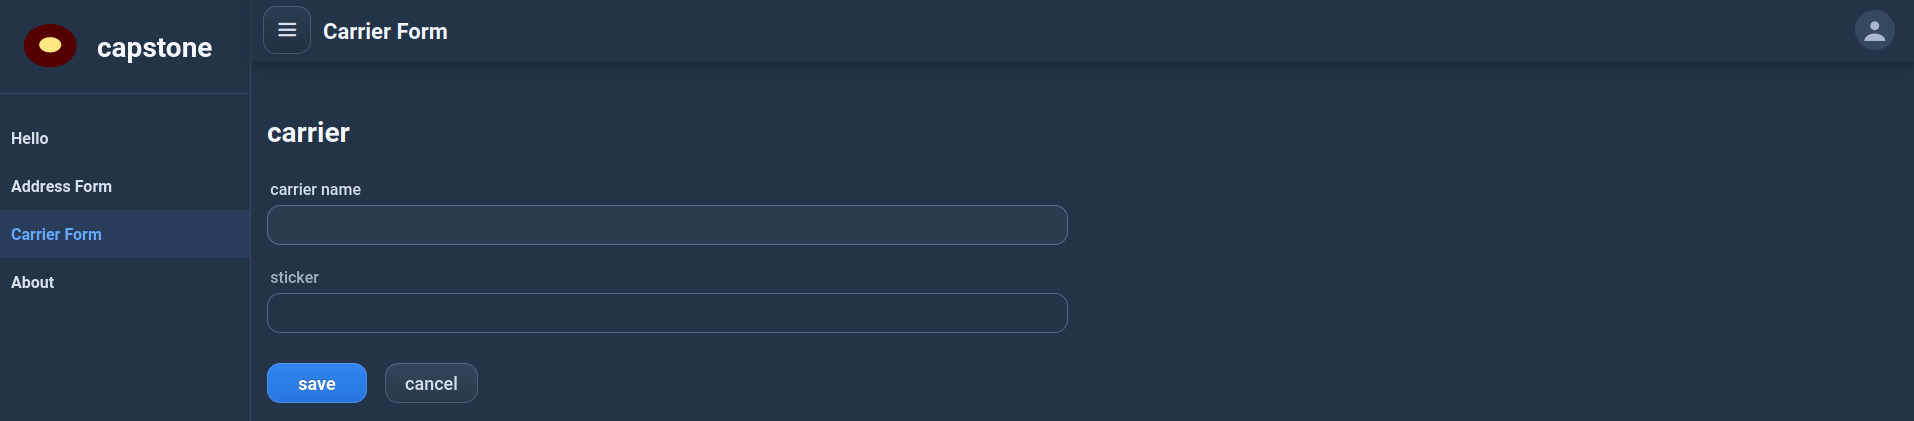 capstone
Hello
Address Form
Carrier Form
About
Carrier Form
carrier
carrier name
sticker
save
cancel